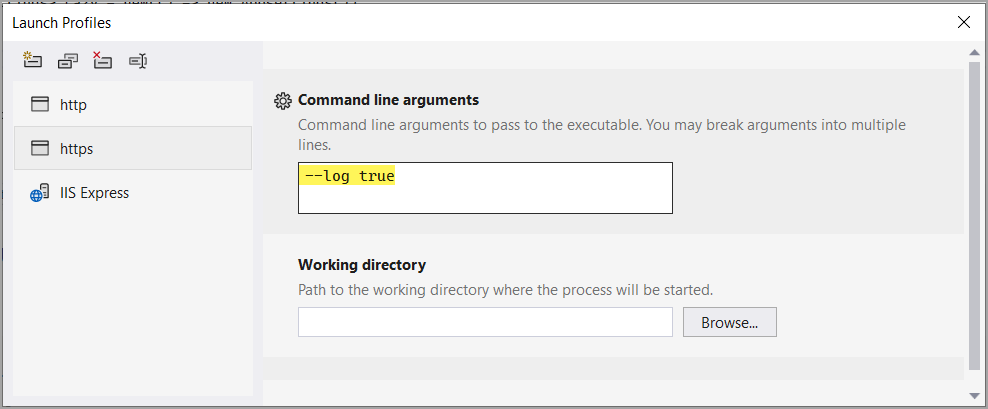 Launch Profiles
http
https
IIS Express
Command line arguments
Command line arguments to pass to the executable. You may break arguments into multiple
lines.
--log true
Working directory
Path to the working directory where the process will be started.
Browse...